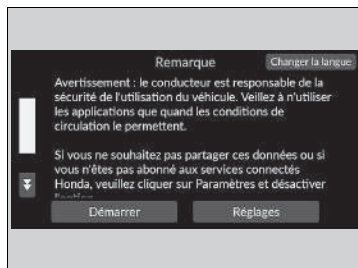 Remarque
Changer la langue
Avertissement : le conducteur est responsable de la
sécurité de l'utilisation du véhicule. Veillez à n'utiliser
les applications que quand les conditions de
circulation le permettent.
Si vous ne souhaitez pas partager ces données ou si
vous n'êtes pas abonné aux services connectés
Honda, veuillez cliquer sur Paramètres et désactiver
Démarrer
Réglages